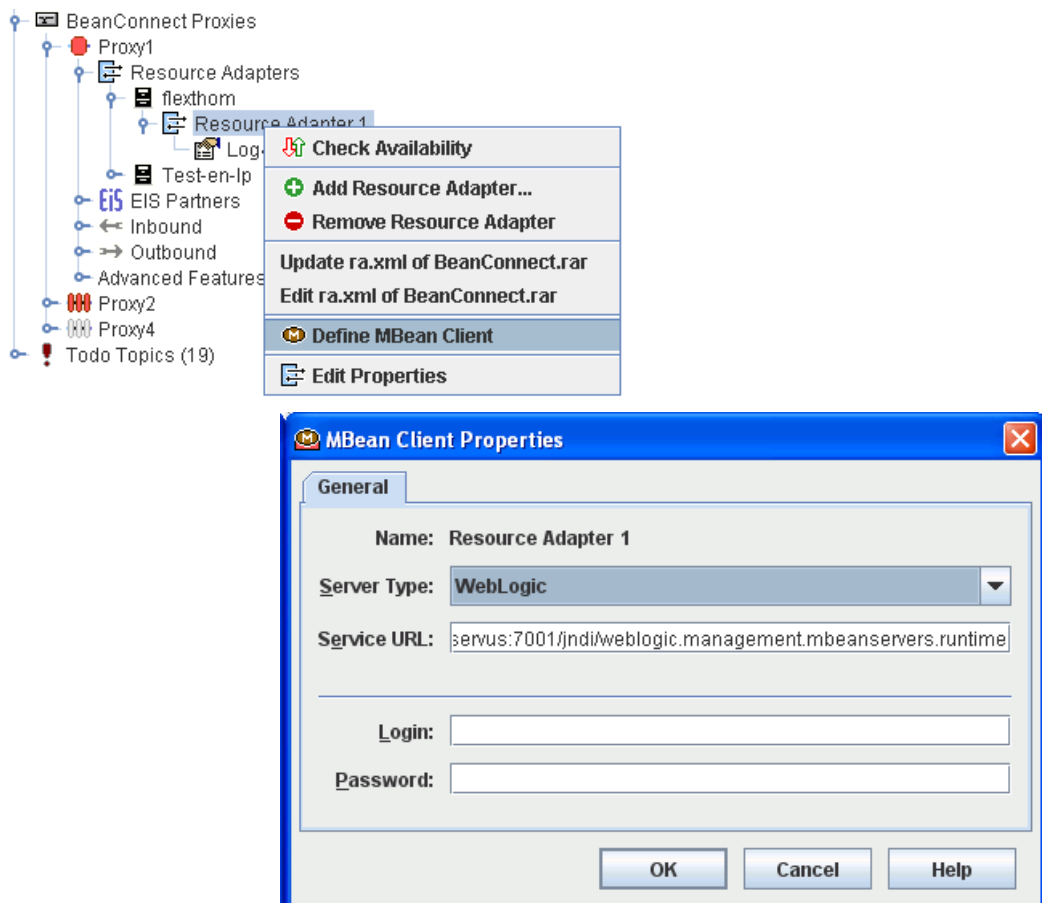 BeanConnect Proxies
Proxy1
Resource Adapters
flexthom
Resource Adapter 1
Log
Test-en-lp
EIS Partners
Inbound
Outbound
Advanced Features
Proxy2
Proxy4
Todo Topics (19)
Check Availability
Add Resource Adapter...
Remove Resource Adapter
Update ra.xml of BeanConnect.rar
Edit ra.xml of BeanConnect.rar
Define MBean Client
Edit Properties
MBean Client Properties
General
Name: Resource Adapter 1
Server Type: WebLogic
Service URL: servus:7001/jndi/weblogic.management.mbeanservers.runtime
Login:
Password:
OK Cancel Help